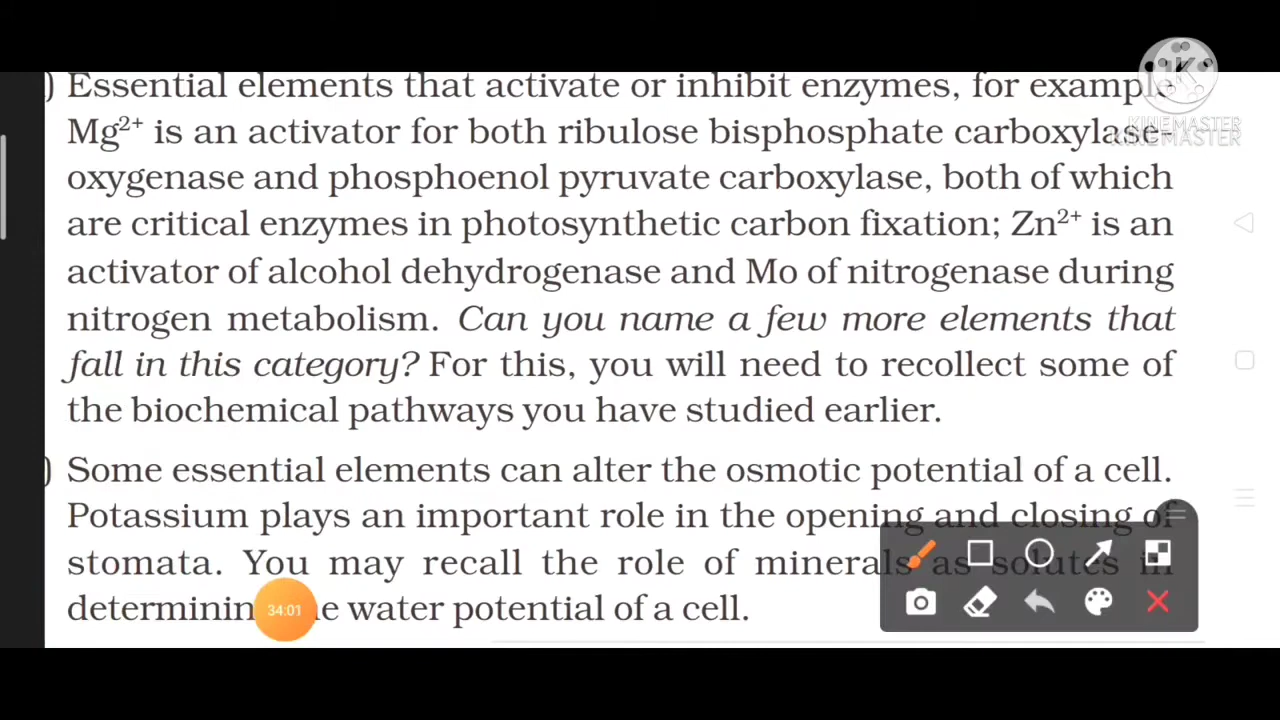 ) Essential elements that activate or inhibit enzymes, for example
Mg²⁺ is an activator for both ribulose bisphosphate carboxylase-
oxygenase and phosphoenol pyruvate carboxylase, both of which
are critical enzymes in photosynthetic carbon fixation; Zn²⁺ is an
activator of alcohol dehydrogenase and Mo of nitrogenase during
nitrogen metabolism. Can you name a few more elements that
fall in this category? For this, you will need to recollect some of
the biochemical pathways you have studied earlier.
) Some essential elements can alter the osmotic potential of a cell.
Potassium plays an important role in the opening and closing of
stomata. You may recall the role of minerals as solutes in
determinin e water potential of a cell.
34:01
K
KINEMASTER
KINEMASTER